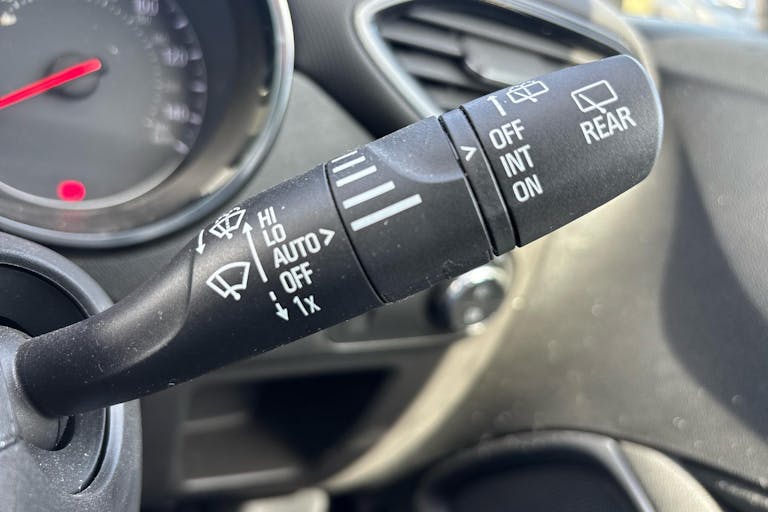 HI
LO
AUTO >
OFF
1x
>
OFF
INT
ON
REAR